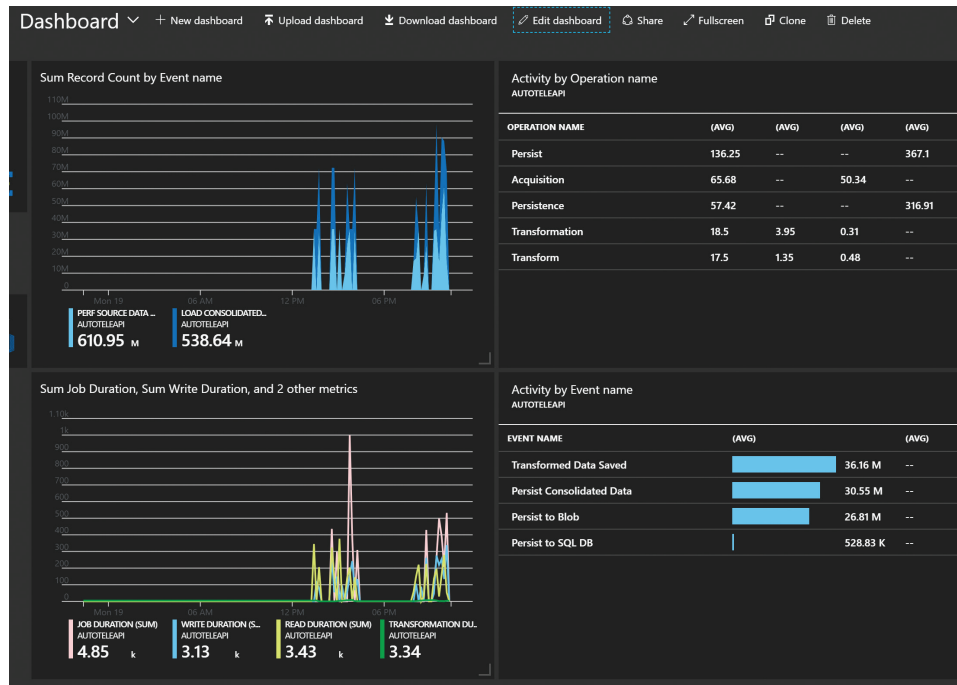 Dashboard
New dashboard
Upload dashboard
Download dashboard
Edit dashboard
Share
Fullscreen
Clone
Delete
Sum Record Count by Event name
110M
100M
90M
80M
70M
60M
50M
40M
30M
20M
10M
0
Mon 19 06 AM 12 PM 06 PM
PERF SOURCE DATA ...
AUTOTELEAPI
610.95 M
LOAD CONSOLIDATED...
AUTOTELEAPI
538.64 M
Activity by Operation name
AUTOTELEAPI
OPERATION NAME (AVG) (AVG) (AVG) (AVG)
Persist 136.25 -- -- 367.1
Acquisition 65.68 -- 50.34 --
Persistence 57.42 -- -- 316.91
Transformation 18.5 3.95 0.31 --
Transform 17.5 1.35 0.48 --
Sum Job Duration, Sum Write Duration, and 2 other metrics
1.10k
1k
900
800
700
600
500
400
300
200
100
0
Mon 19 06 AM 12 PM 06 PM
JOB DURATION (SUM)
AUTOTELEAPI
4.85 k
WRITE DURATION (S...
AUTOTELEAPI
3.13 k
READ DURATION (SUM)
AUTOTELEAPI
3.43 k
TRANSFORMATION DU...
AUTOTELEAPI
3.34
Activity by Event name
AUTOTELEAPI
EVENT NAME (AVG) (AVG)
Transformed Data Saved 36.16 M --
Persist Consolidated Data 30.55 M --
Persist to Blob 26.81 M --
Persist to SQL DB 528.83 K --